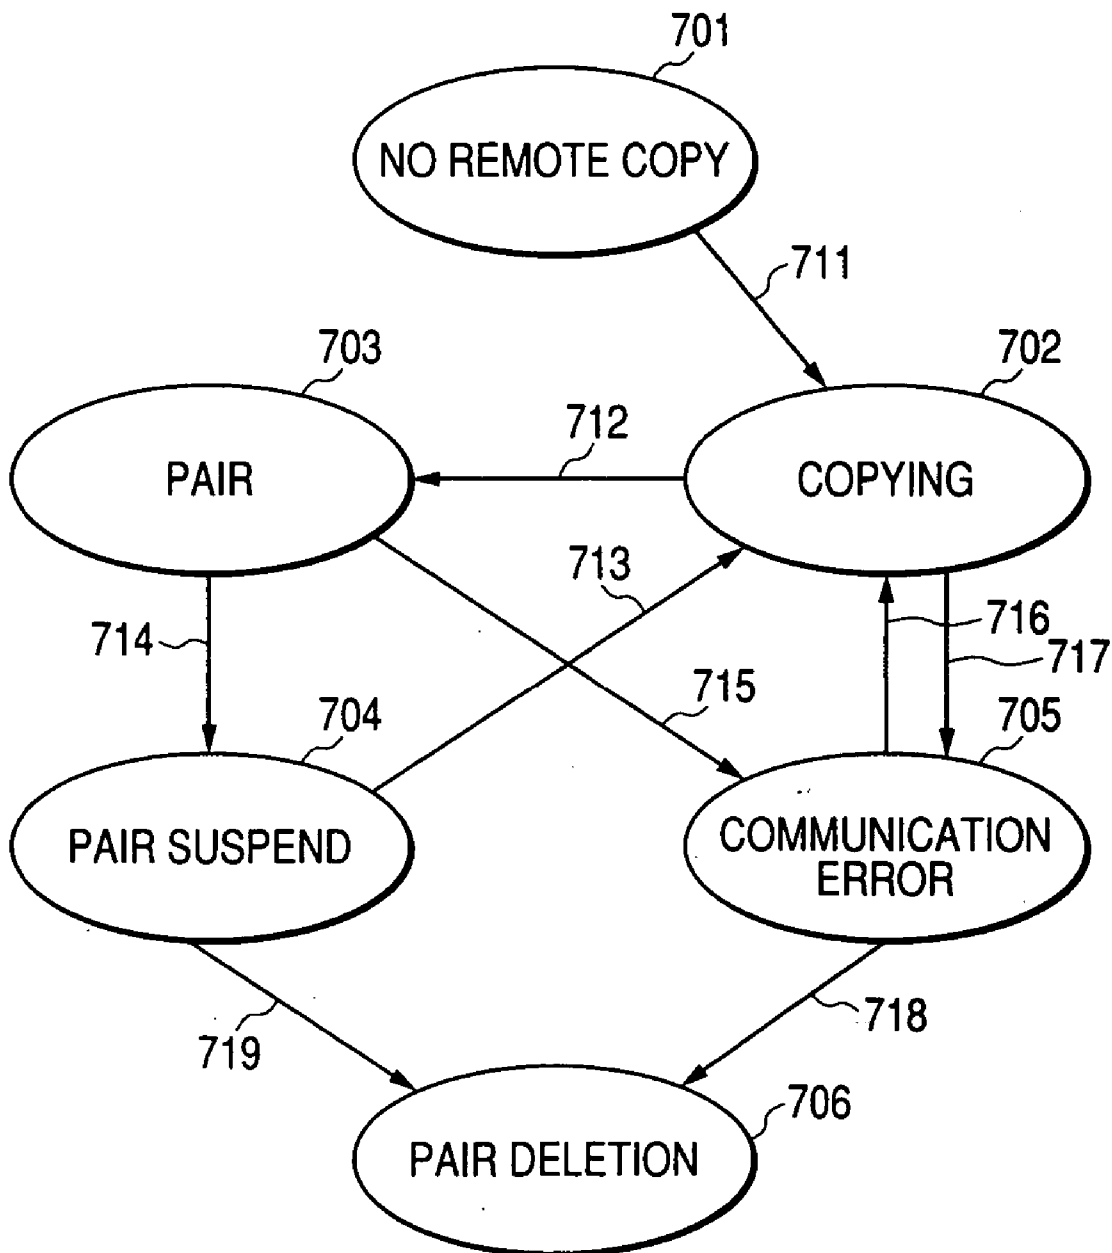 701
NO REMOTE COPY
711
703
702
712
PAIR
COPYING
713
714
716
717
715
704
705
PAIR SUSPEND
COMMUNICATION
ERROR
719
718
706
PAIR DELETION